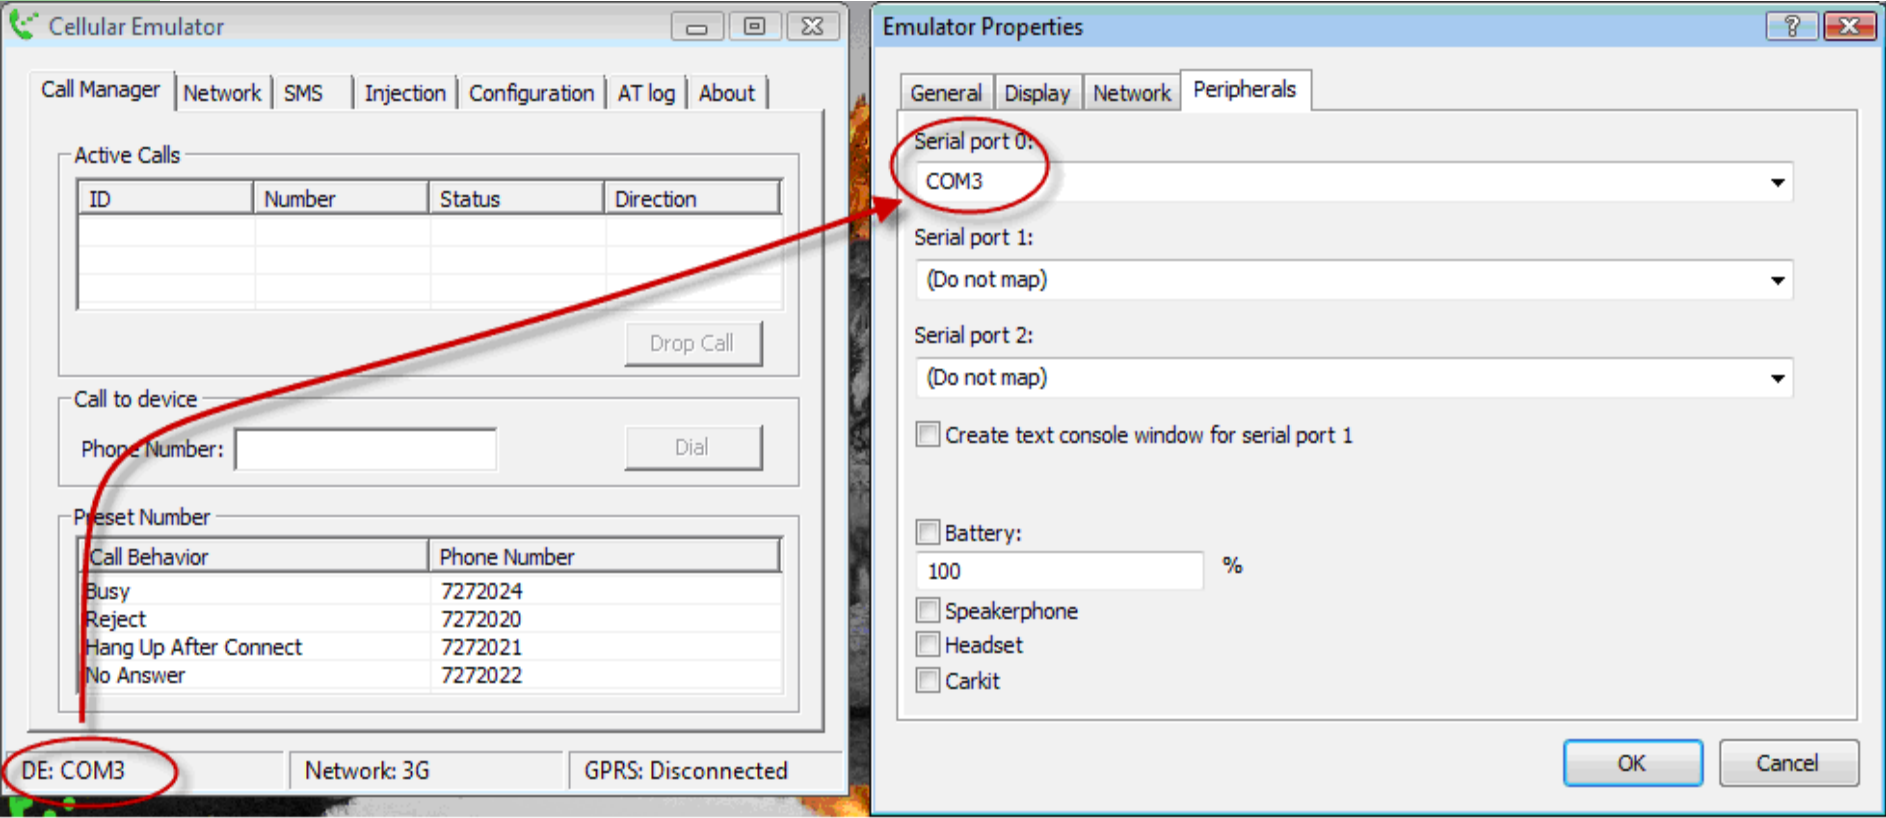 Cellular Emulator
Call Manager Network SMS Injection Configuration AT log About
Active Calls
ID Number Status Direction
Drop Call
Call to device
Phone Number: Dial
Preset Number
Call Behavior Phone Number
Busy 7272024
Reject 7272020
Hang Up After Connect 7272021
No Answer 7272022
DE: COM3 Network: 3G GPRS: Disconnected
Emulator Properties
General Display Network Peripherals
Serial port 0:
COM3
Serial port 1:
(Do not map)
Serial port 2:
(Do not map)
Create text console window for serial port 1
Battery:
100 %
Speakerphone
Headset
Carkit
OK Cancel